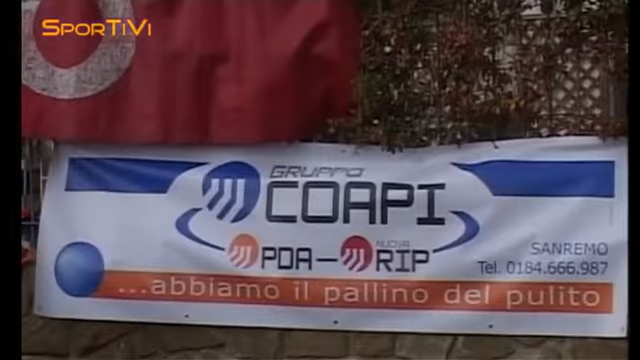 SPORTIVI
GRUPPO
COAPI
PDA – NUOVA RIP
SANREMO
Tel. 0184.666.987
...abbiamo il pallino del pulito